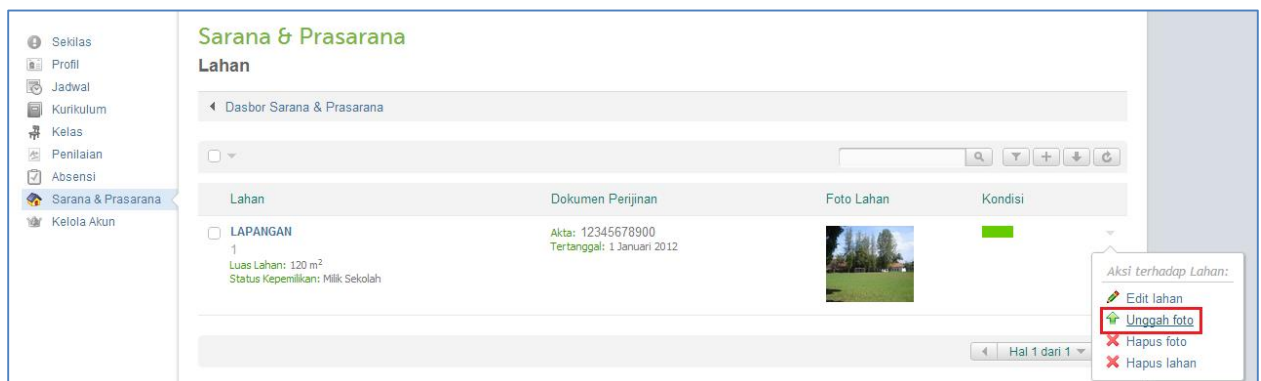 Sekilas
Profil
Jadwal
Kurikulum
Kelas
Penilaian
Absensi
Sarana & Prasarana
Kelola Akun
Sarana & Prasarana
Lahan
Dasbor Sarana & Prasarana
Lahan Dokumen Perijinan Foto Lahan Kondisi
LAPANGAN
1
Luas Lahan: 120 m²
Status Kepemilikan: Milik Sekolah
Akta: 12345678900
Tertanggal: 1 Januari 2012
Aksi terhadap Lahan:
Edit lahan
Unggah foto
Hapus foto
Hapus lahan
Hal 1 dari 1